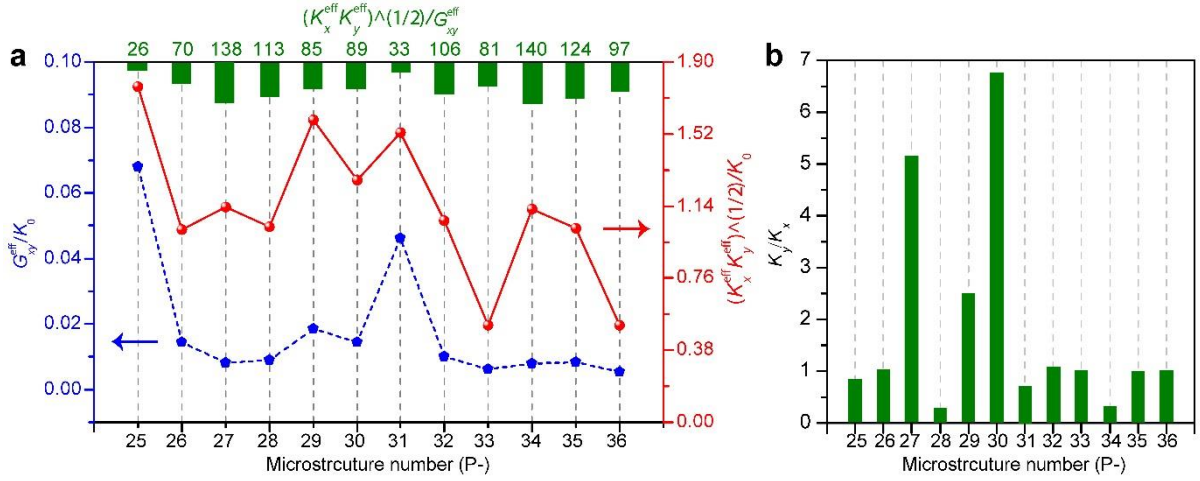 (K_x^eff K_y^eff)^(1/2)/G_xy^eff
a
26 70 138 113 85 89 33 106 81 140 124 97
0.10
0.08
0.06
0.04
0.02
0.00
G_xy^eff/K_0
1.90
1.52
1.14
0.76
0.38
0.00
(K_x^eff K_y^eff)^(1/2)/K_0
25 26 27 28 29 30 31 32 33 34 35 36
Microstrcuture number (P-)
b
7
6
5
4
3
2
1
0
K_y/K_x
25 26 27 28 29 30 31 32 33 34 35 36
Microstrcuture number (P-)